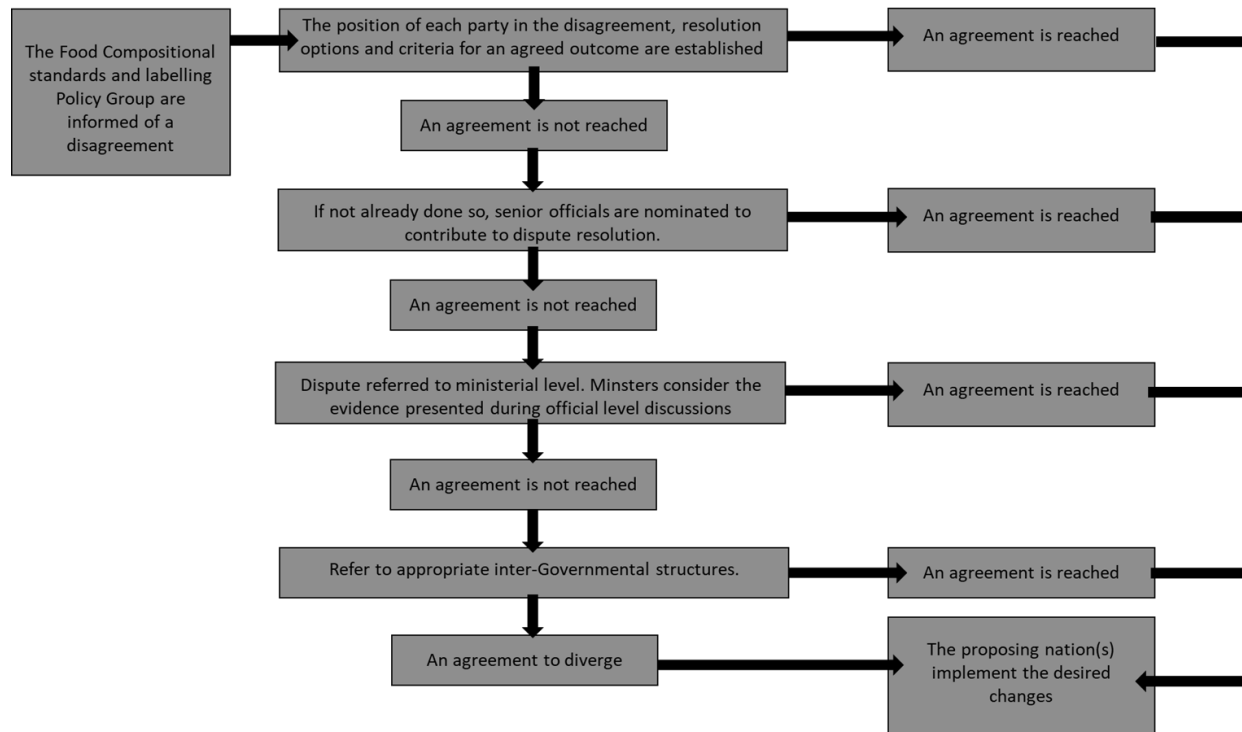 The Food Compositional
standards and labelling
Policy Group are
informed of a
disagreement
The position of each party in the disagreement, resolution
options and criteria for an agreed outcome are established
An agreement is reached
An agreement is not reached
If not already done so, senior officials are nominated to
contribute to dispute resolution.
An agreement is reached
An agreement is not reached
Dispute referred to ministerial level. Minsters consider the
evidence presented during official level discussions
An agreement is reached
An agreement is not reached
Refer to appropriate inter-Governmental structures.
An agreement is reached
An agreement to diverge
The proposing nation(s)
implement the desired
changes